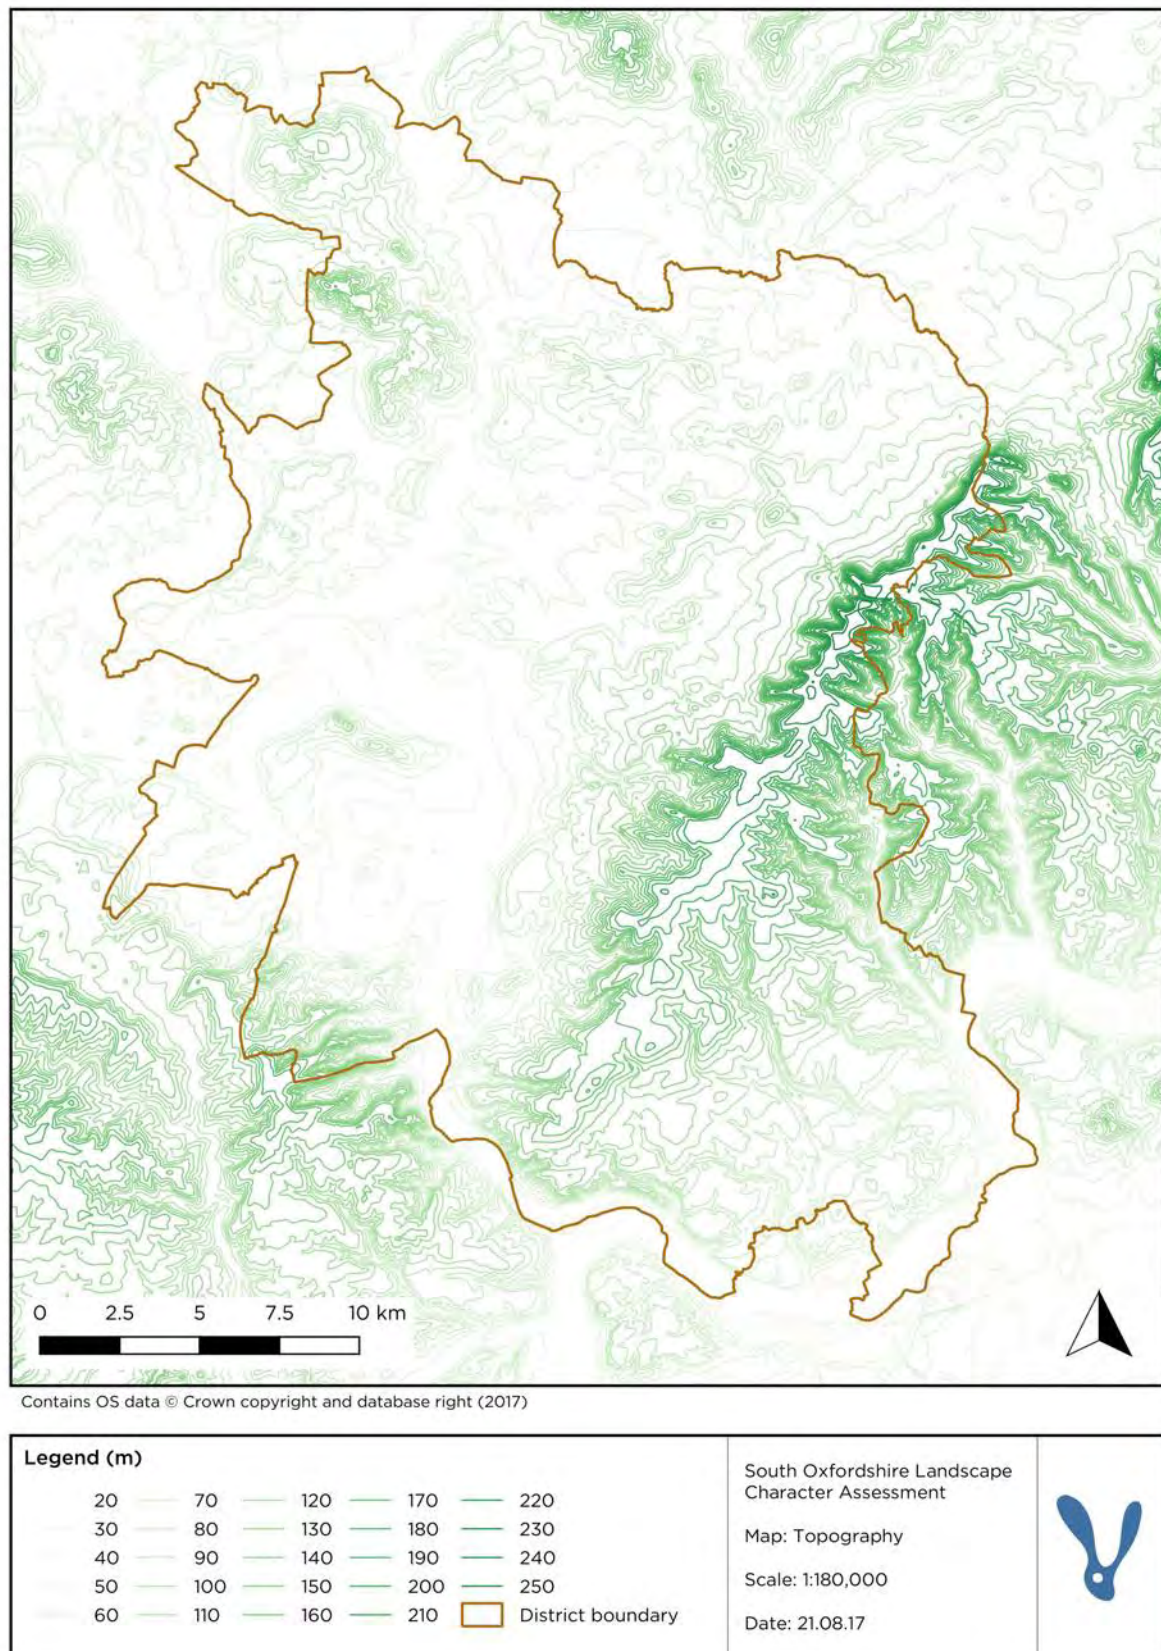 0 2.5 5 7.5 10 km
Contains OS data © Crown copyright and database right (2017)
Legend (m)
20 70 120 170 220
30 80 130 180 230
40 90 140 190 240
50 100 150 200 250
60 110 160 210 District boundary
South Oxfordshire Landscape
Character Assessment
Map: Topography
Scale: 1:180,000
Date: 21.08.17